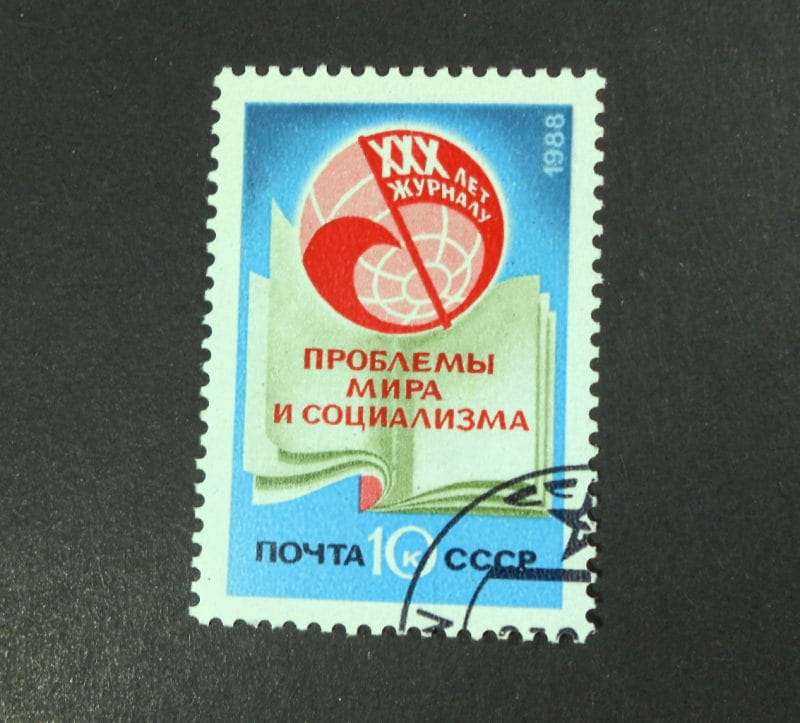 1988
XXX ЛЕТ
ЖУРНАЛУ
ПРОБЛЕМЫ
МИРА
И СОЦИАЛИЗМА
ПОЧТА 10 К СССР